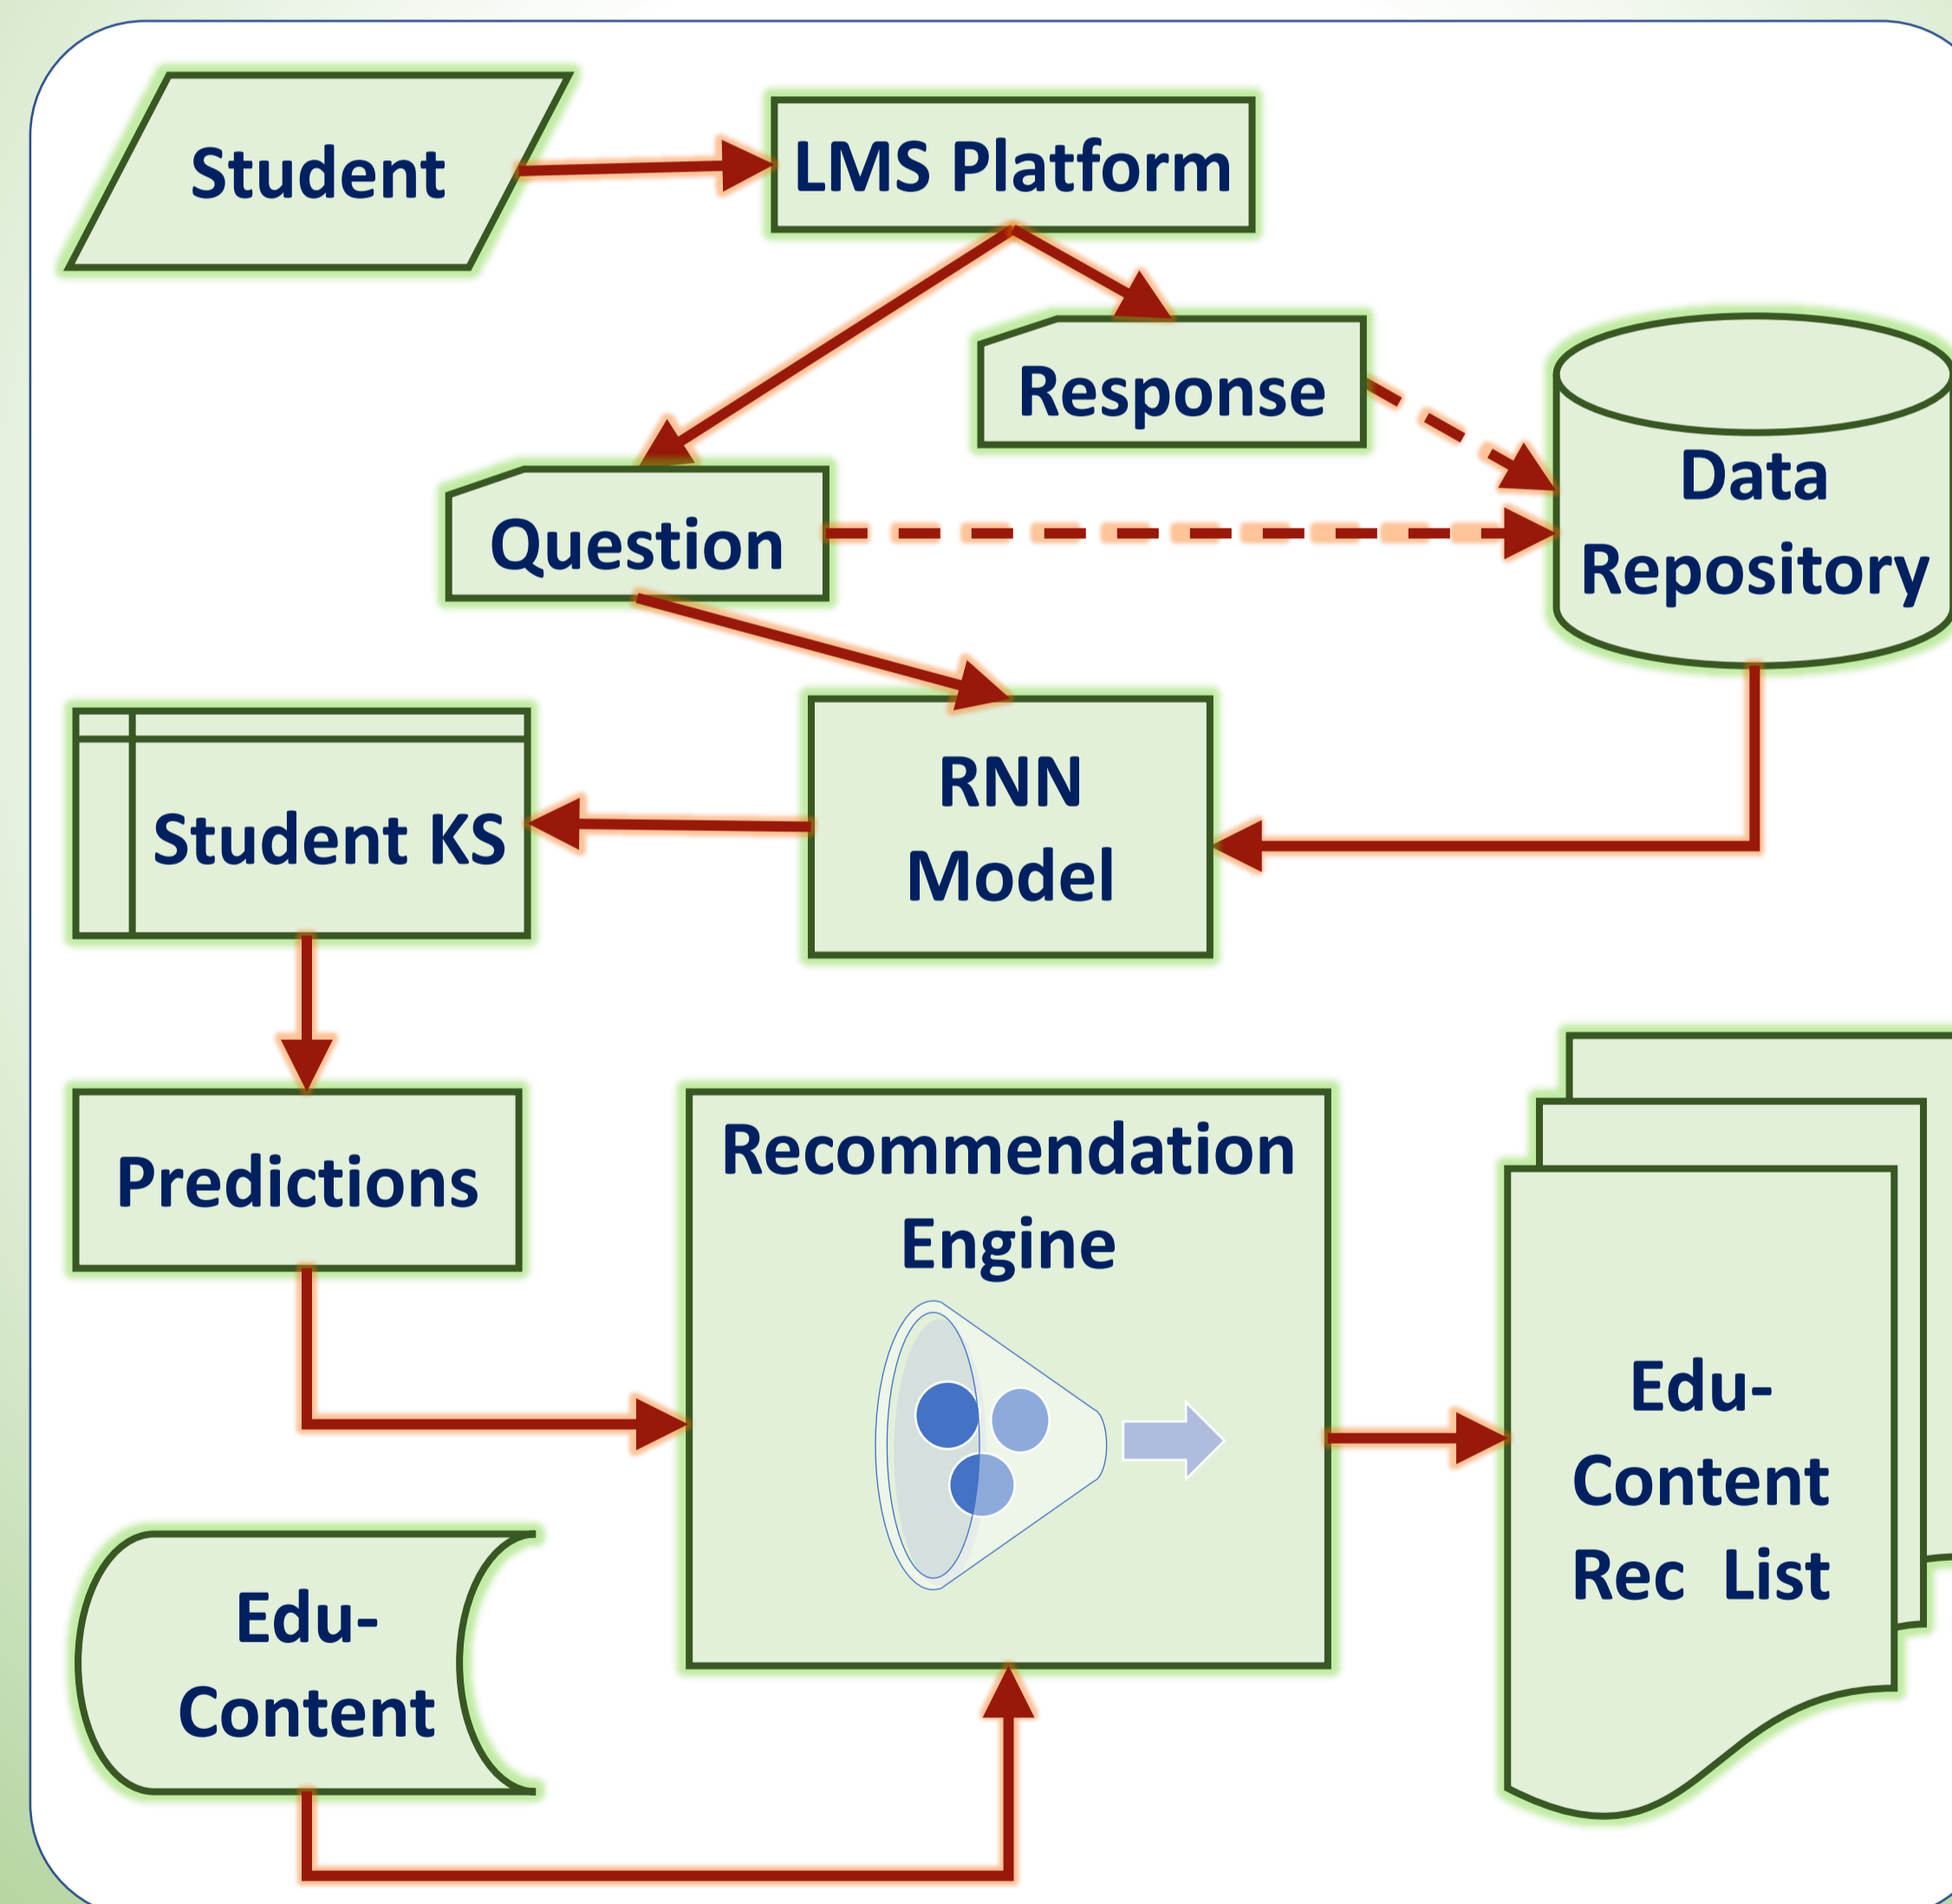 Student
LMS Platform
Response
Question
Data
Repository
RNN
Model
Student KS
Predictions
Recommendation
Engine
Edu-
Content
Rec  List
Edu-
Content